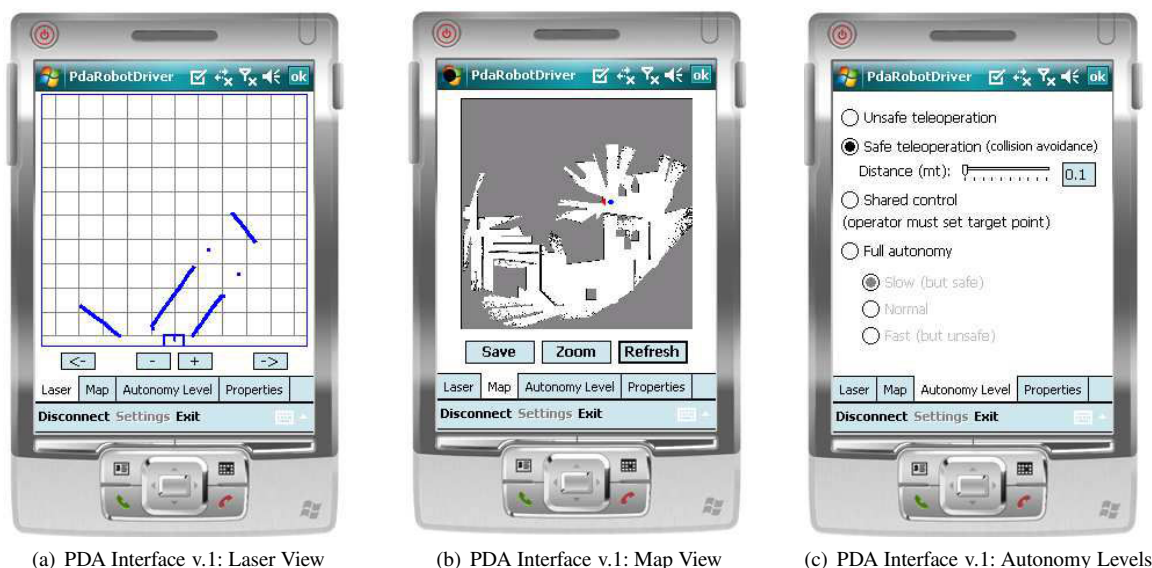 PdaRobotDriver ok
<- - + ->
Laser Map Autonomy Level Properties
Disconnect Settings Exit
(a) PDA Interface v.1: Laser View
PdaRobotDriver ok
Save Zoom Refresh
Laser Map Autonomy Level Properties
Disconnect Settings Exit
(b) PDA Interface v.1: Map View
PdaRobotDriver ok
Unsafe teleoperation
Safe teleoperation (collision avoidance)
Distance (mt): 0.1
Shared control
(operator must set target point)
Full autonomy
Slow (but safe)
Normal
Fast (but unsafe)
Laser Map Autonomy Level Properties
Disconnect Settings Exit
(c) PDA Interface v.1: Autonomy Levels